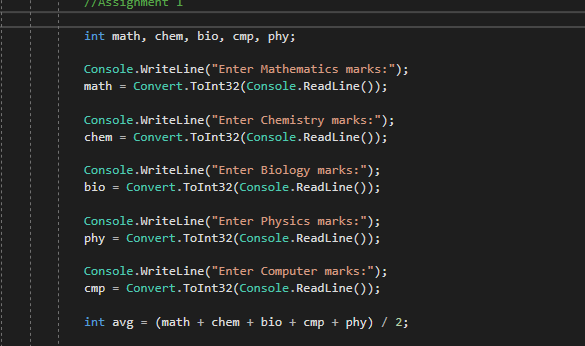 //Assignment 1
int math, chem, bio, cmp, phy;
Console.WriteLine("Enter Mathematics marks:");
math = Convert.ToInt32(Console.ReadLine());
Console.WriteLine("Enter Chemistry marks:");
chem = Convert.ToInt32(Console.ReadLine());
Console.WriteLine("Enter Biology marks:");
bio = Convert.ToInt32(Console.ReadLine());
Console.WriteLine("Enter Physics marks:");
phy = Convert.ToInt32(Console.ReadLine());
Console.WriteLine("Enter Computer marks:");
cmp = Convert.ToInt32(Console.ReadLine());
int avg = (math + chem + bio + cmp + phy) / 2;